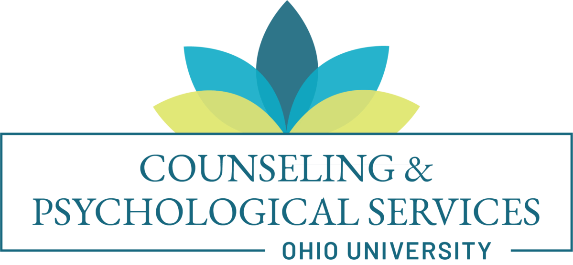 COUNSELING &
PSYCHOLOGICAL SERVICES
OHIO UNIVERSITY